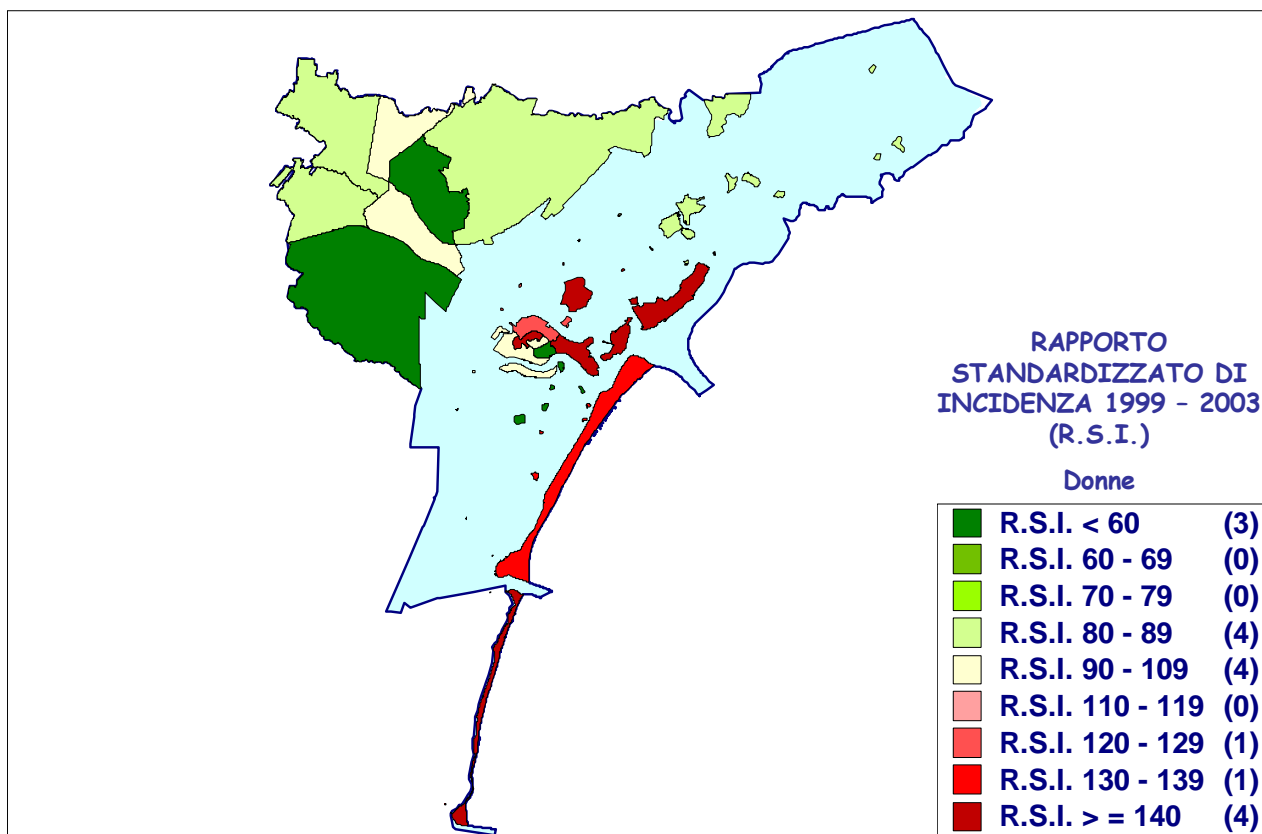 RAPPORTO
STANDARDIZZATO DI
INCIDENZA 1999 – 2003
(R.S.I.)
Donne
R.S.I. < 60 (3)
R.S.I. 60 - 69 (0)
R.S.I. 70 - 79 (0)
R.S.I. 80 - 89 (4)
R.S.I. 90 - 109 (4)
R.S.I. 110 - 119 (0)
R.S.I. 120 - 129 (1)
R.S.I. 130 - 139 (1)
R.S.I. > = 140 (4)